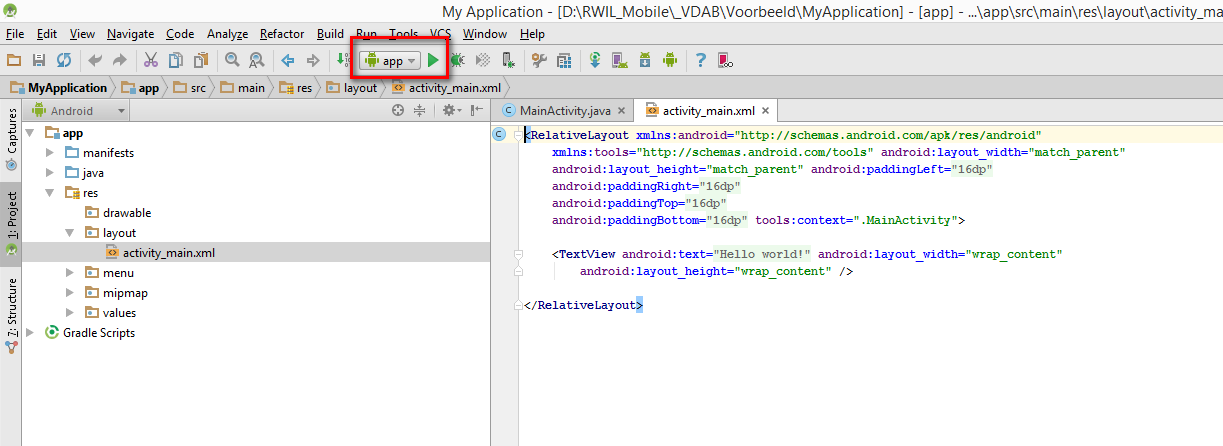 My Application - [D:\RWIL_Mobile\_VDAB\Voorbeeld\MyApplication] - [app] - ...\app\src\main\res\layout\activity_ma
File Edit View Navigate Code Analyze Refactor Build Run Tools VCS Window Help
app
MyApplication app src main res layout activity_main.xml
Android
MainActivity.java activity_main.xml
Captures
1: Project
7: Structure
app
manifests
java
res
drawable
layout
activity_main.xml
menu
mipmap
values
Gradle Scripts
<RelativeLayout xmlns:android="http://schemas.android.com/apk/res/android"
xmlns:tools="http://schemas.android.com/tools" android:layout_width="match_parent"
android:layout_height="match_parent" android:paddingLeft="16dp"
android:paddingRight="16dp"
android:paddingTop="16dp"
android:paddingBottom="16dp" tools:context=".MainActivity">
<TextView android:text="Hello world!" android:layout_width="wrap_content"
android:layout_height="wrap_content" />
</RelativeLayout>